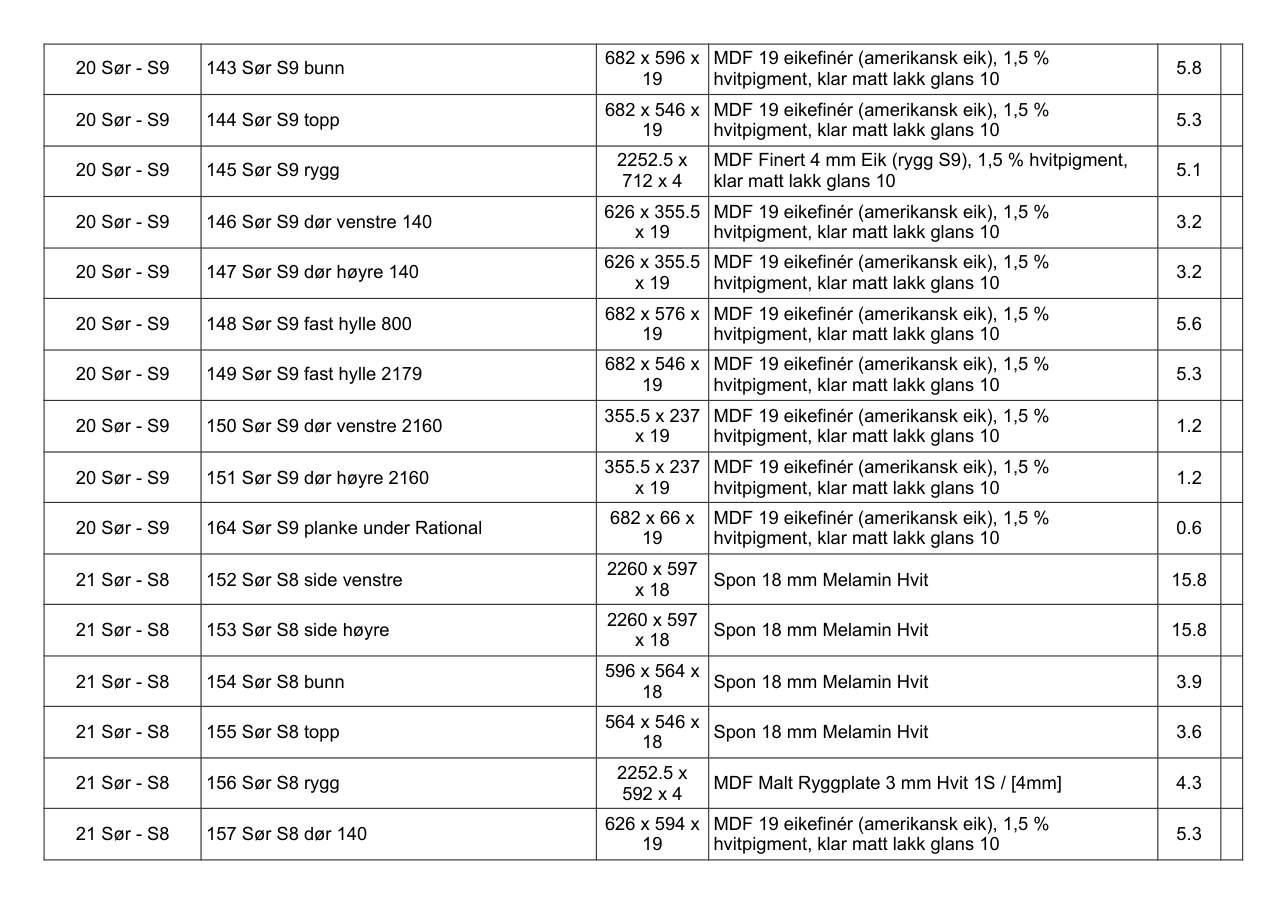 20 Sør - S9 143 Sør S9 bunn 682 x 596 x MDF 19 eikefinér (amerikansk eik), 1,5 % 5.8
19 hvitpigment, klar matt lakk glans 10
20 Sør - S9 144 Sør S9 topp 682 x 546 x MDF 19 eikefinér (amerikansk eik), 1,5 % 5.3
19 hvitpigment, klar matt lakk glans 10
20 Sør - S9 145 Sør S9 rygg 2252.5 x MDF Finert 4 mm Eik (rygg S9), 1,5 % hvitpigment, 5.1
712 x 4 klar matt lakk glans 10
20 Sør - S9 146 Sør S9 dør venstre 140 626 x 355.5 MDF 19 eikefinér (amerikansk eik), 1,5 % 3.2
x 19 hvitpigment, klar matt lakk glans 10
20 Sør - S9 147 Sør S9 dør høyre 140 626 x 355.5 MDF 19 eikefinér (amerikansk eik), 1,5 % 3.2
x 19 hvitpigment, klar matt lakk glans 10
20 Sør - S9 148 Sør S9 fast hylle 800 682 x 576 x MDF 19 eikefinér (amerikansk eik), 1,5 % 5.6
19 hvitpigment, klar matt lakk glans 10
20 Sør - S9 149 Sør S9 fast hylle 2179 682 x 546 x MDF 19 eikefinér (amerikansk eik), 1,5 % 5.3
19 hvitpigment, klar matt lakk glans 10
20 Sør - S9 150 Sør S9 dør venstre 2160 355.5 x 237 MDF 19 eikefinér (amerikansk eik), 1,5 % 1.2
x 19 hvitpigment, klar matt lakk glans 10
20 Sør - S9 151 Sør S9 dør høyre 2160 355.5 x 237 MDF 19 eikefinér (amerikansk eik), 1,5 % 1.2
x 19 hvitpigment, klar matt lakk glans 10
20 Sør - S9 164 Sør S9 planke under Rational 682 x 66 x MDF 19 eikefinér (amerikansk eik), 1,5 % 0.6
19 hvitpigment, klar matt lakk glans 10
21 Sør - S8 152 Sør S8 side venstre 2260 x 597 Spon 18 mm Melamin Hvit 15.8
x 18
21 Sør - S8 153 Sør S8 side høyre 2260 x 597 Spon 18 mm Melamin Hvit 15.8
x 18
21 Sør - S8 154 Sør S8 bunn 596 x 564 x Spon 18 mm Melamin Hvit 3.9
18
21 Sør - S8 155 Sør S8 topp 564 x 546 x Spon 18 mm Melamin Hvit 3.6
18
21 Sør - S8 156 Sør S8 rygg 2252.5 x MDF Malt Ryggplate 3 mm Hvit 1S / [4mm] 4.3
592 x 4
21 Sør - S8 157 Sør S8 dør 140 626 x 594 x MDF 19 eikefinér (amerikansk eik), 1,5 % 5.3
19 hvitpigment, klar matt lakk glans 10